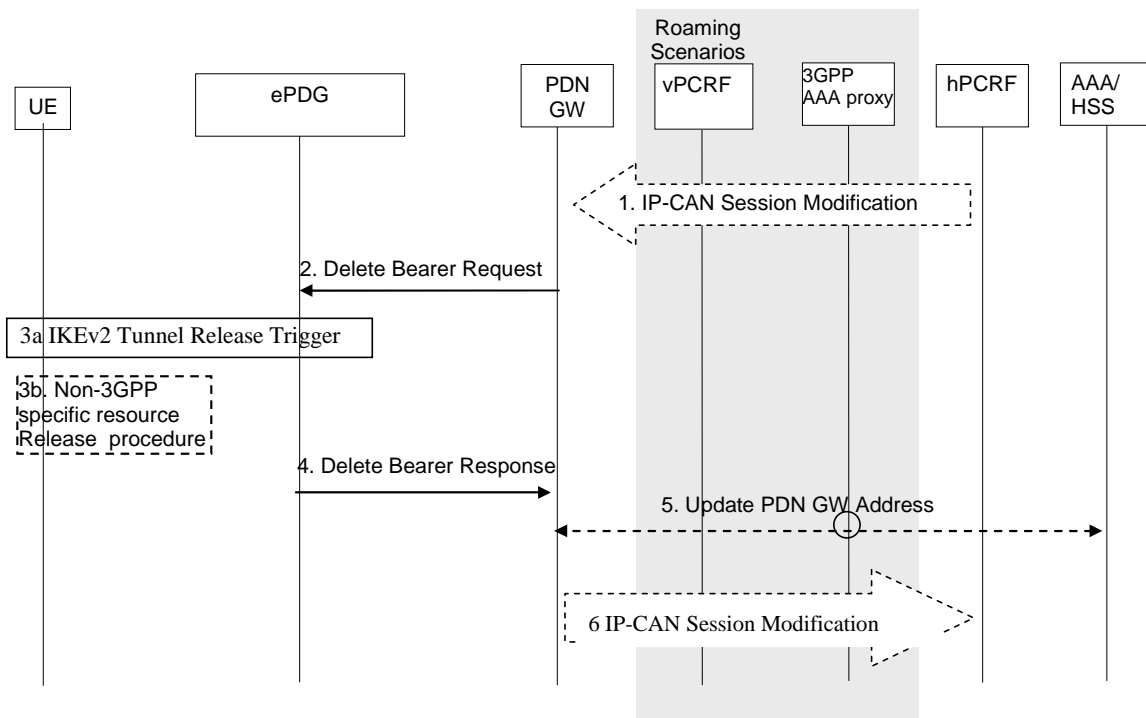 Roaming
Scenarios
UE
ePDG
PDN
GW
vPCRF
3GPP
AAA proxy
hPCRF
AAA/
HSS
1. IP-CAN Session Modification
2. Delete Bearer Request
3a IKEv2 Tunnel Release Trigger
3b. Non-3GPP
specific resource
Release procedure
4. Delete Bearer Response
5. Update PDN GW Address
6 IP-CAN Session Modification